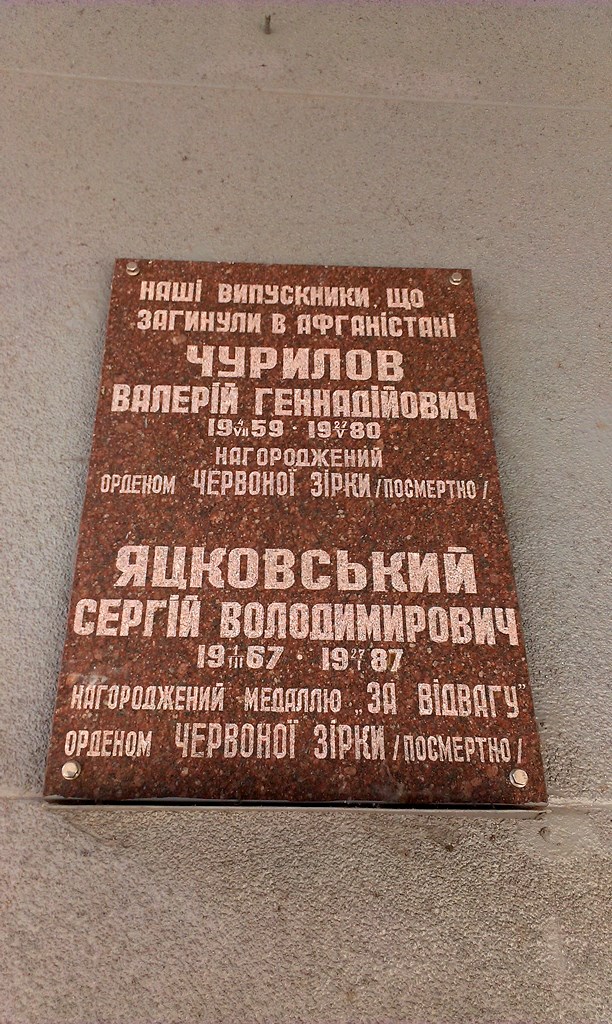 НАШІ ВИПУСКНИКИ, ЩО
ЗАГИНУЛИ В АФГАНІСТАНІ
ЧУРИЛОВ
ВАЛЕРІЙ ГЕННАДІЙОВИЧ
19 4/VII 59 · 19 27/V 80
НАГОРОДЖЕНИЙ
ОРДЕНОМ ЧЕРВОНОЇ ЗІРКИ /ПОСМЕРТНО/
ЯЦКОВСЬКИЙ
СЕРГІЙ ВОЛОДИМИРОВИЧ
19 1/III 67 · 19 27/I 87
НАГОРОДЖЕНИЙ МЕДАЛЛЮ „ЗА ВІДВАГУ"
ОРДЕНОМ ЧЕРВОНОЇ ЗІРКИ /ПОСМЕРТНО/